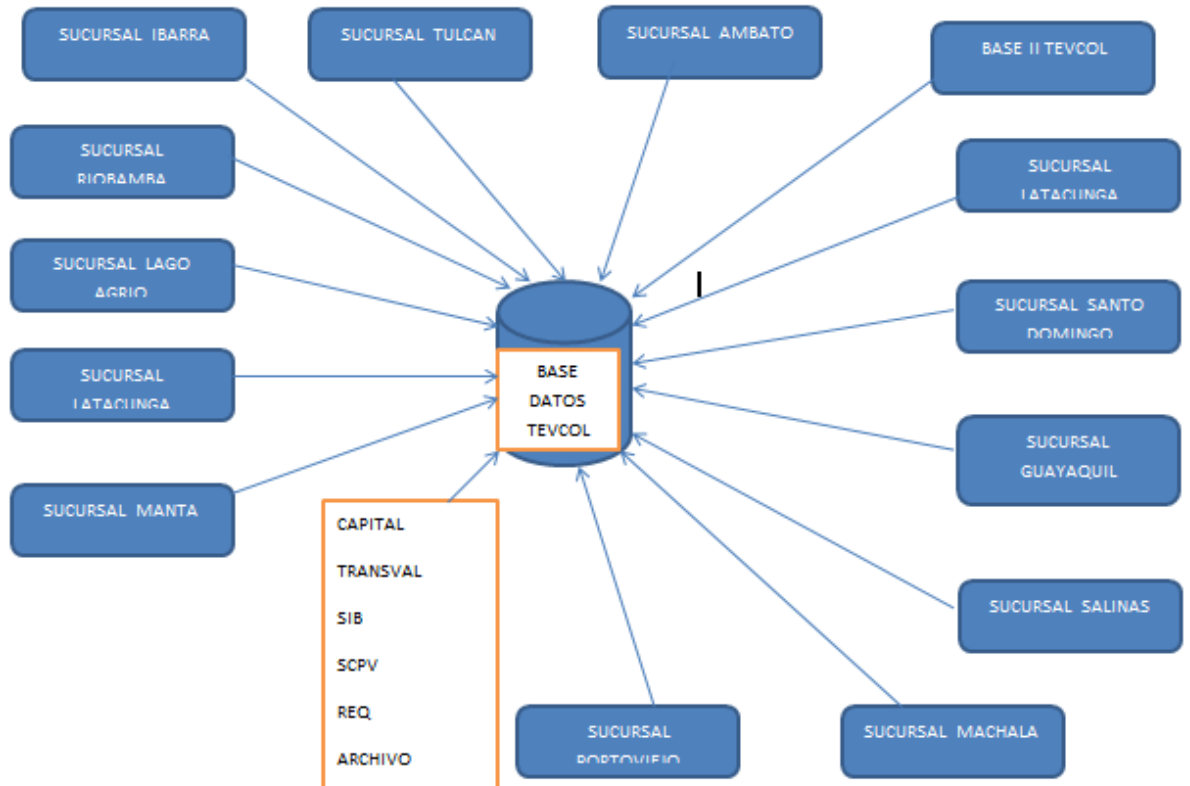 SUCURSAL IBARRA
SUCURSAL TULCAN
SUCURSAL AMBATO
BASE II TEVCOL
SUCURSAL
RIOBAMBA
SUCURSAL
LATACUNGA
SUCURSAL LAGO
AGRIO
SUCURSAL SANTO
DOMINGO
SUCURSAL
LATACUNGA
BASE
DATOS
TEVCOL
SUCURSAL
GUAYAQUIL
SUCURSAL MANTA
CAPITAL
TRANSVAL
SIB
SCPV
REQ
ARCHIVO
SUCURSAL SALINAS
SUCURSAL
PORTOVIEJO
SUCURSAL MACHALA